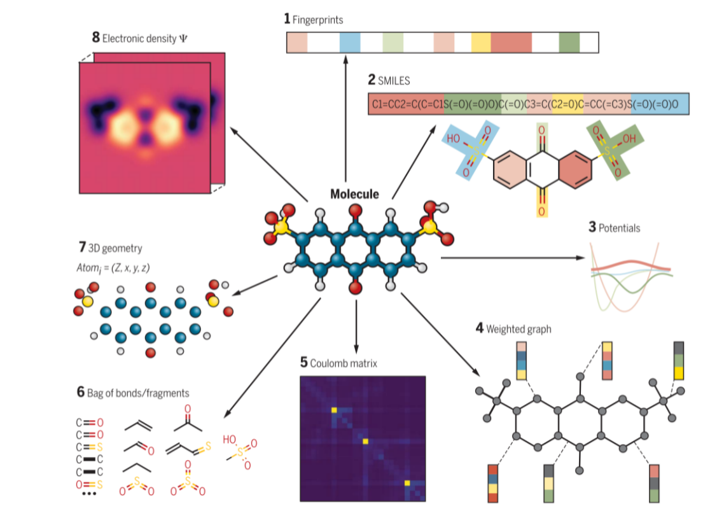 1 Fingerprints
8 Electronic density Ψ
2 SMILES
C1=CC2=C(C=C1S(=O)(=O)O)C(=O)C3=C(C2=O)C=CC(=C3)S(=O)(=O)O
HO O S O
O
O
O S OH O
Molecule
3 Potentials
7 3D geometry
Atomj = (Z, x, y, z)
4 Weighted graph
5 Coulomb matrix
6 Bag of bonds/fragments
C=O
C=O
C=S
C C
C C
O=S
O
O
S
HO O S O
O S O
O S O O